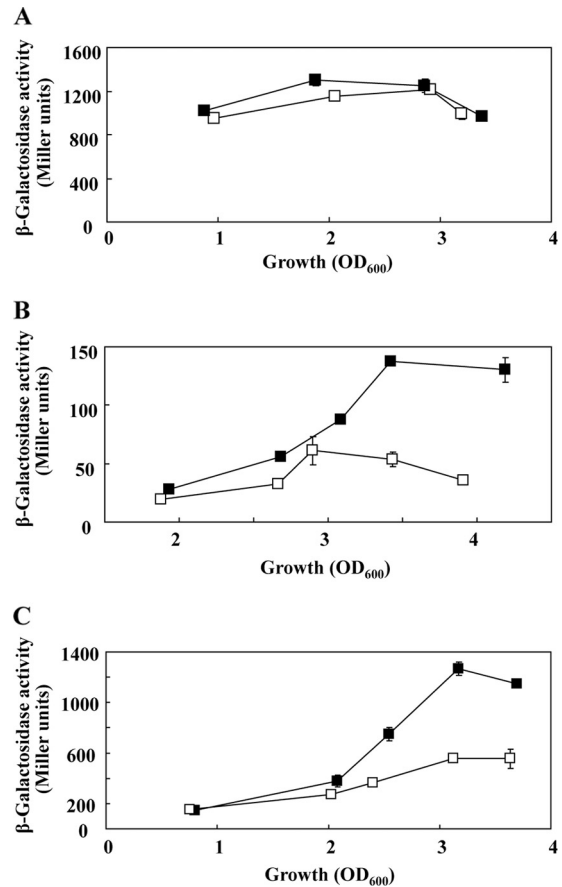 A
β-Galactosidase activity
(Miller units)
1600
1200
800
400
0
0 1 2 3 4
Growth (OD600)
B
β-Galactosidase activity
(Miller units)
150
100
50
0
2 3 4
Growth (OD600)
C
β-Galactosidase activity
(Miller units)
1400
1000
600
200
0
0 1 2 3 4
Growth (OD600)